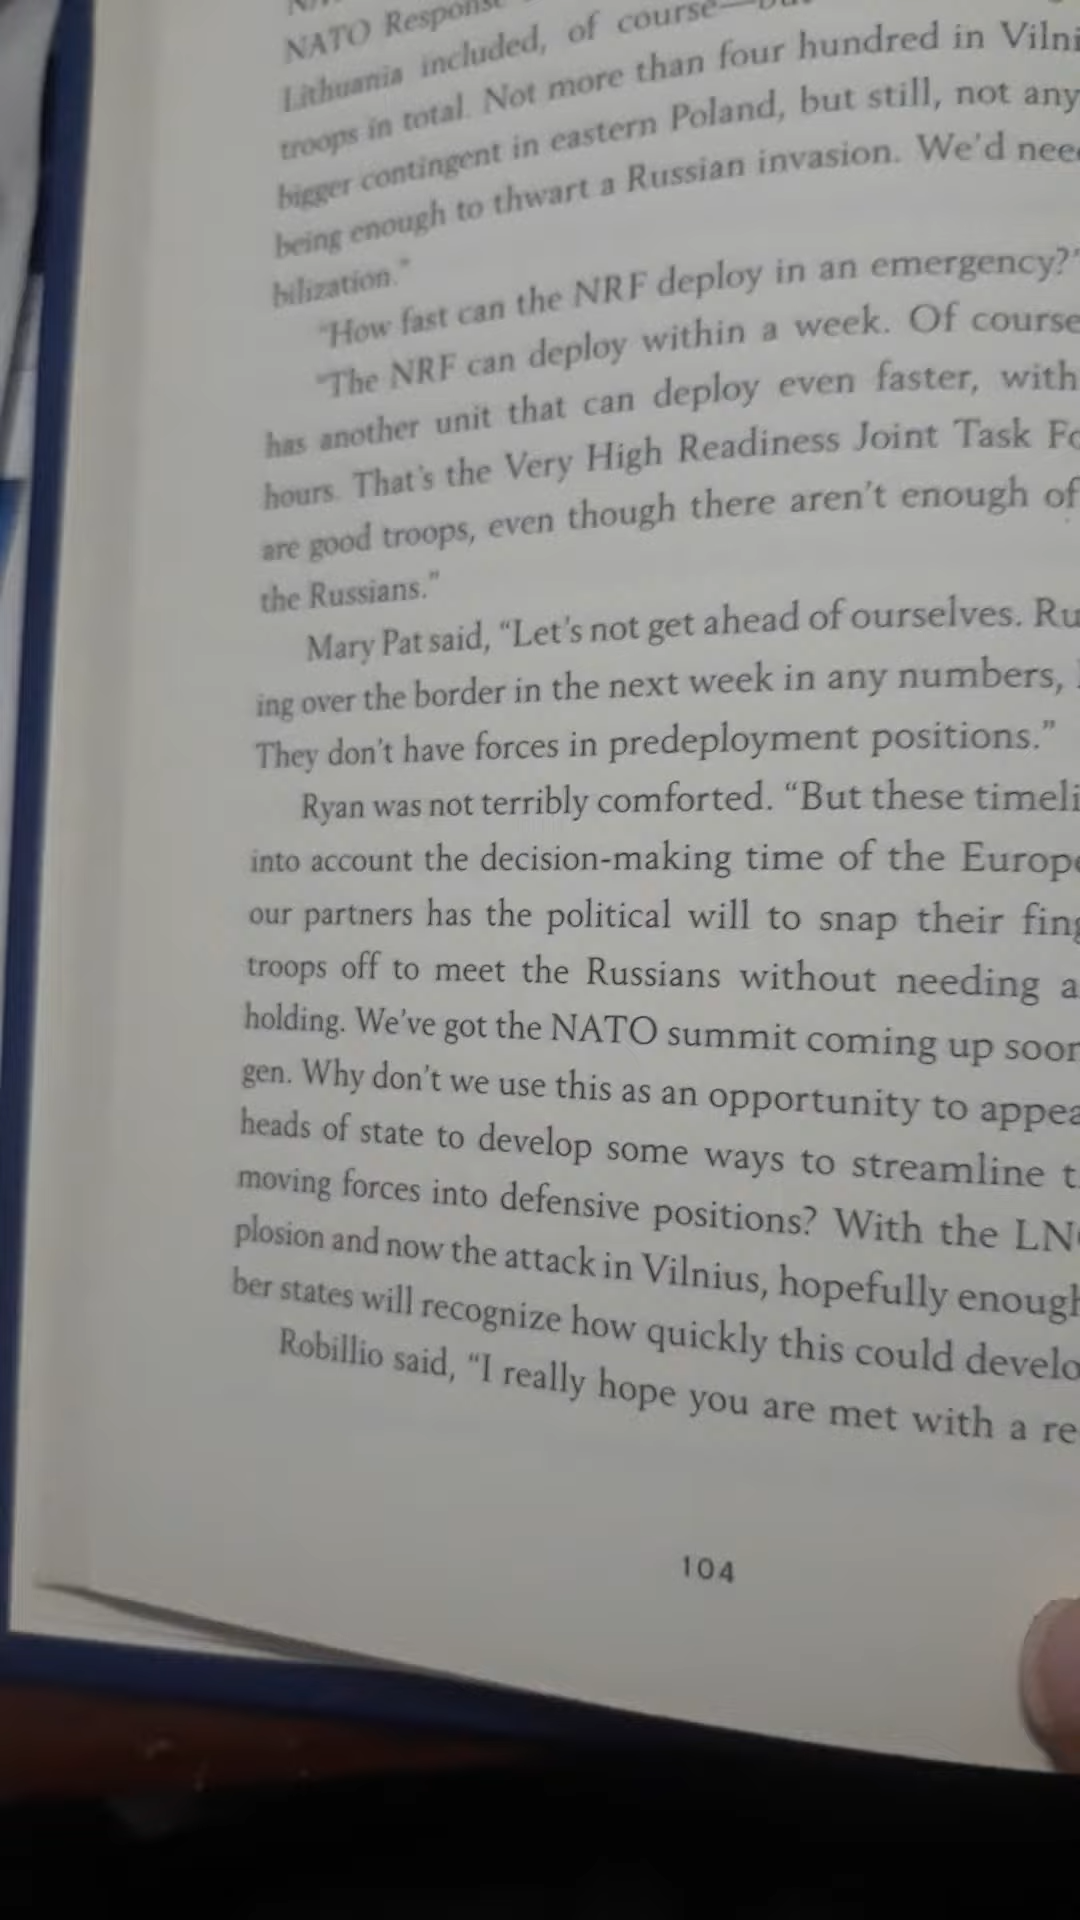 NATO Response
Lithuania included, of course—but
troops in total. Not more than four hundred in Vilni
bigger contingent in eastern Poland, but still, not any
being enough to thwart a Russian invasion. We'd need
bilization."
"How fast can the NRF deploy in an emergency?"
"The NRF can deploy within a week. Of course
has another unit that can deploy even faster, with
hours. That's the Very High Readiness Joint Task Fo
are good troops, even though there aren't enough of
the Russians."
Mary Pat said, "Let's not get ahead of ourselves. Ru
ing over the border in the next week in any numbers,
They don't have forces in predeployment positions."
Ryan was not terribly comforted. "But these timeli
into account the decision-making time of the Europe
our partners has the political will to snap their fing
troops off to meet the Russians without needing a
holding. We've got the NATO summit coming up soon
gen. Why don't we use this as an opportunity to appea
heads of state to develop some ways to streamline t
moving forces into defensive positions? With the LN
plosion and now the attack in Vilnius, hopefully enough
ber states will recognize how quickly this could develo
Robillio said, "I really hope you are met with a re
104